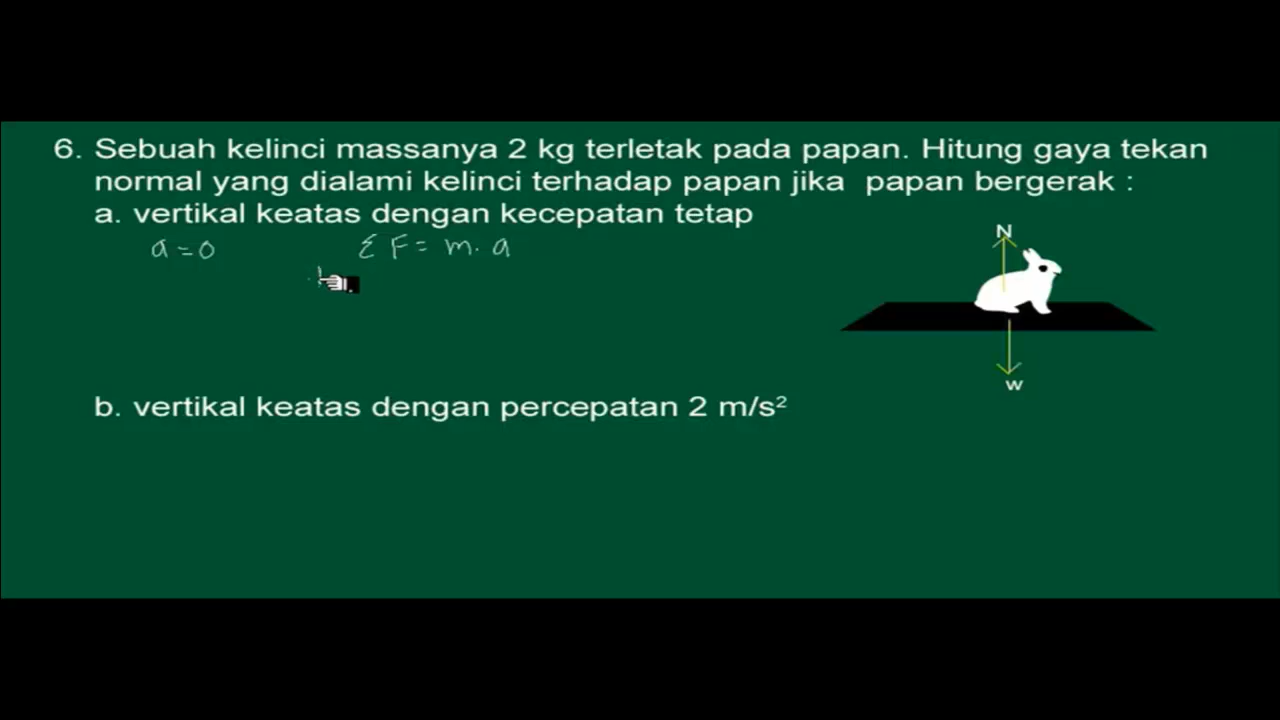 6. Sebuah kelinci massanya 2 kg terletak pada papan. Hitung gaya tekan
normal yang dialami kelinci terhadap papan jika papan bergerak :
a. vertikal keatas dengan kecepatan tetap
a = 0 Σ F = m. a
N
w
b. vertikal keatas dengan percepatan 2 m/s²